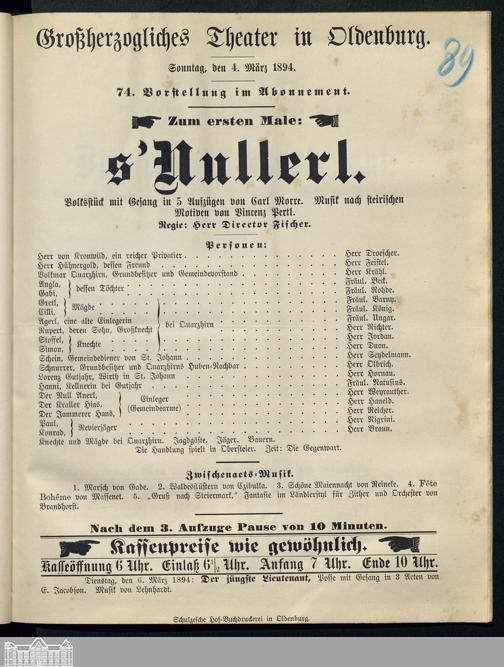 Großherzogliches Theater in Oldenburg.
89
Sonntag, den 4. März 1894.
74. Vorstellung im Abonnement.
Zum ersten Male:
s'Nullerl.
Volksstück mit Gesang in 5 Aufzügen von Carl Morre. Musik nach steirischen
Motiven von Vincenz Pertl.
Regie: Herr Director Fischer.
Personen:
Herr von Kronwild, ein reicher Privatier . . . Herr Droescher.
Herr Hühnergold, dessen Freund . . . Herr Feistel.
Volkmar Quarzhirn, Grundbesitzer und Gemeindevorstand . . . Herr Krähl.
Angla, } dessen Töchter . . . Fräul. Beck.
Gabi, } Fräul. Rohde.
Gretl, } Mägde . . . Fräul. Barny.
Cilli, } Fräul. König.
Agerl, eine alte Einlegerin } bei Quarzhirn . . . Fräul. Ungar.
Rupert, deren Sohn, Großknecht . . . Herr Richter.
Stoffel, } Knechte . . . Herr Jordan.
Simon, } Herr Duon.
Schein, Gemeindediener von St. Johann . . . Herr Seydelmann.
Schnurrer, Grundbesitzer und Quarzhirns Huben-Nachbar . . . Herr Olbrich.
Lorenz Gutjahr, Wirth in St. Johann . . . Herr Hornau.
Hanni, Kellnerin bei Gutjahr . . . Fräul. Natusius.
Der Null Anerl, } Einleger . . . Herr Weyrauther.
Der Kraller Hias, } (Gemeindearme) . . . Herr Haneld.
Der Jammerer Hans, } Herr Reicher.
Paul, } Revierjäger . . . Herr Nigrini.
Konrad, } Herr Braun.
Knechte und Mägde bei Quarzhirn. Jagdgäste. Jäger. Bauern.
Die Handlung spielt in Obersteier. Zeit: Die Gegenwart.
Zwischenacts-Musik.
1. Marsch von Gade. 2. Waldesflüstern von Czibulka. 3. Schöne Maiennacht von Reineke. 4. Fête
Bohême von Massenet. 5. „Gruß nach Steiermark," Fantasie im Ländlerstyl für Zither und Orchester von
Brandhorst.
Nach dem 3. Aufzuge Pause von 10 Minuten.
Kassenpreise wie gewöhnlich.
Kasseöffnung 6 Uhr. Einlaß 6½ Uhr. Anfang 7 Uhr. Ende 10 Uhr.
Dienstag, den 6. März 1894: Der jüngste Lieutenant, Posse mit Gesang in 3 Acten von
E. Jacobson. Musik von Lehnhardt.
Schulzesche Hof-Buchdruckerei in Oldenburg.